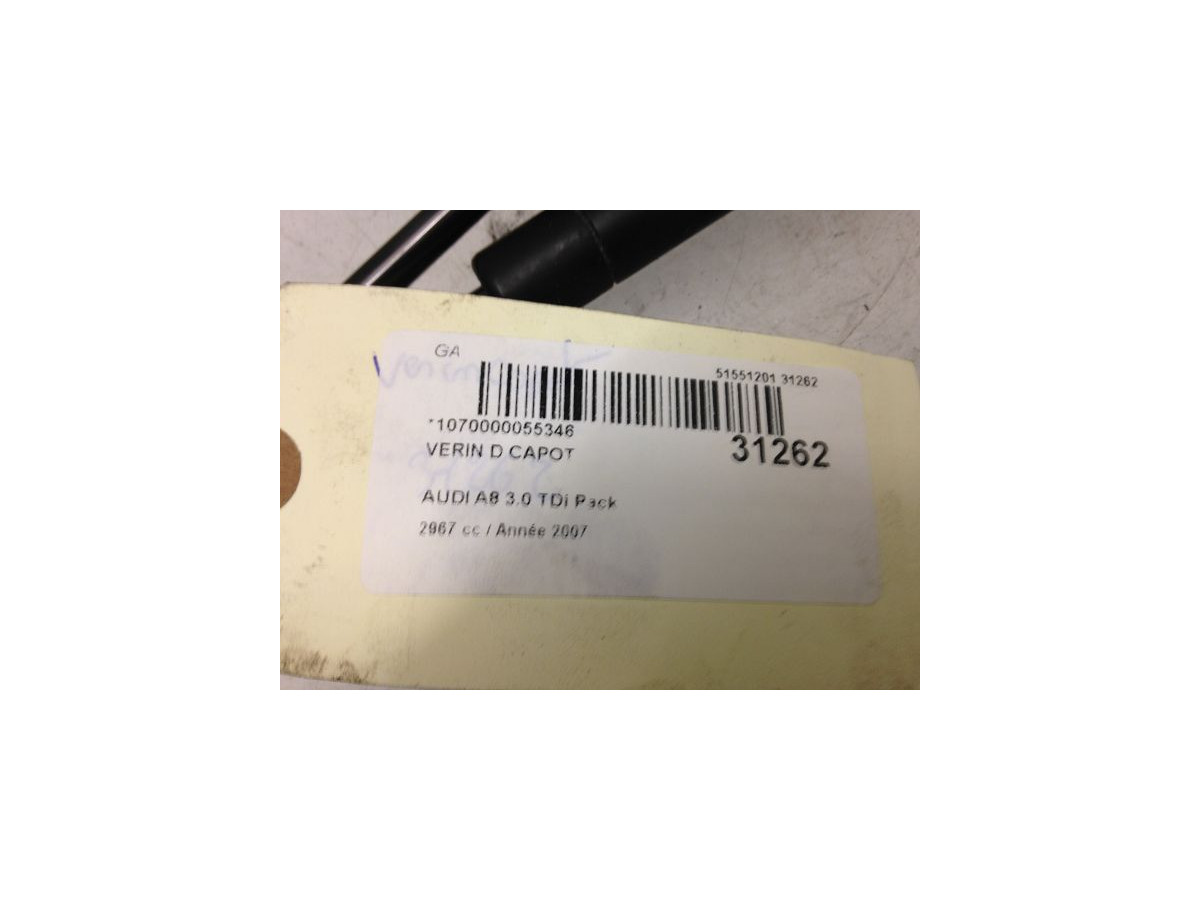 GA
51551201 31262
*1070000055346
31262
VERIN D CAPOT
AUDI A8 3.0 TDi Pack
2967 cc / Année 2007